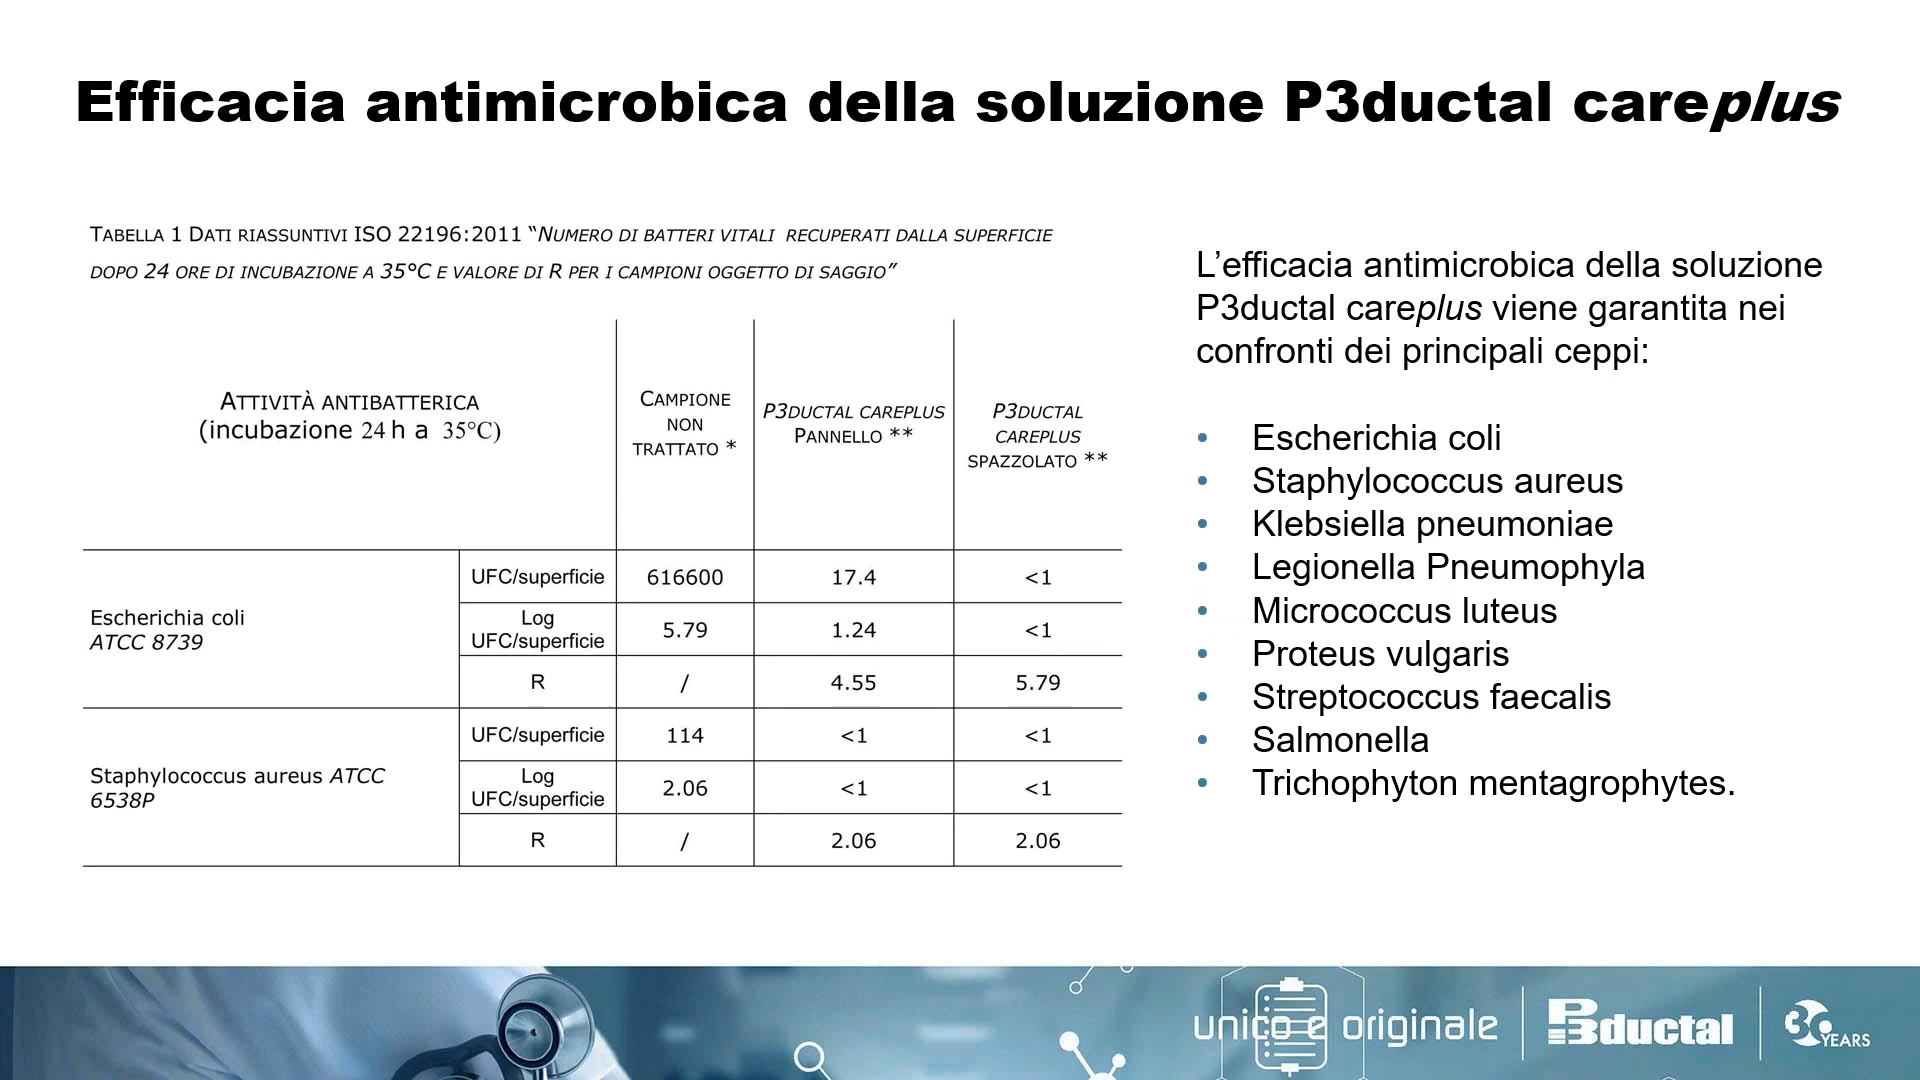 Efficacia antimicrobica della soluzione P3ductal careplus
TABELLA 1 DATI RIASSUNTIVI ISO 22196:2011 “NUMERO DI BATTERI VITALI RECUPERATI DALLA SUPERFICIE
DOPO 24 ORE DI INCUBAZIONE A 35°C E VALORE DI R PER I CAMPIONI OGGETTO DI SAGGIO”
ATTIVITÀ ANTIBATTERICA
(incubazione 24 h a 35°C)
CAMPIONE
NON
TRATTATO *
P3DUCTAL CAREPLUS
PANNELLO **
P3DUCTAL
CAREPLUS
SPAZZOLATO **
Escherichia coli
ATCC 8739
UFC/superficie 616600 17.4 <1
Log
UFC/superficie 5.79 1.24 <1
R / 4.55 5.79
Staphylococcus aureus ATCC
6538P
UFC/superficie 114 <1 <1
Log
UFC/superficie 2.06 <1 <1
R / 2.06 2.06
L’efficacia antimicrobica della soluzione
P3ductal careplus viene garantita nei
confronti dei principali ceppi:
• Escherichia coli
• Staphylococcus aureus
• Klebsiella pneumoniae
• Legionella Pneumophyla
• Micrococcus luteus
• Proteus vulgaris
• Streptococcus faecalis
• Salmonella
• Trichophyton mentagrophytes.
unico e originale
P3ductal
30 YEARS